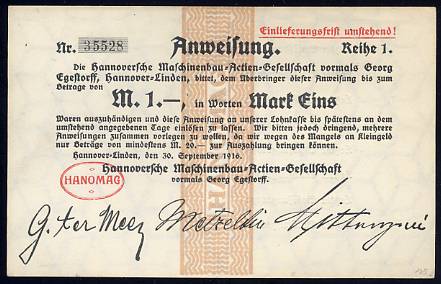 Einlieferungsfrist umstehend!
Nr. 35528 Anweisung. Reihe 1.
Die Hannoversche Maschinenbau-Actien-Gesellschaft vormals Georg
Egestorff, Hannover-Linden, bittet, dem Überbringer dieser Anweisung bis zum
Betrage von
M. 1.—, in Worten Mark Eins
Waren auszuhändigen und diese Anweisung an unserer Lohnkasse bis spätestens an dem
umstehend angegebenen Tage einlösen zu lassen. Wir bitten jedoch dringend, mehrere
Anweisungen zusammen vorlegen zu wollen, da wir wegen des Mangels an Kleingeld
nur Beträge von mindestens M. 20.— zur Auszahlung bringen können.
Hannover-Linden, den 30. September 1916.
Hannoversche Maschinenbau-Actien-Gesellschaft
vormals Georg Egestorff.
HANOMAG
G. ter Meer